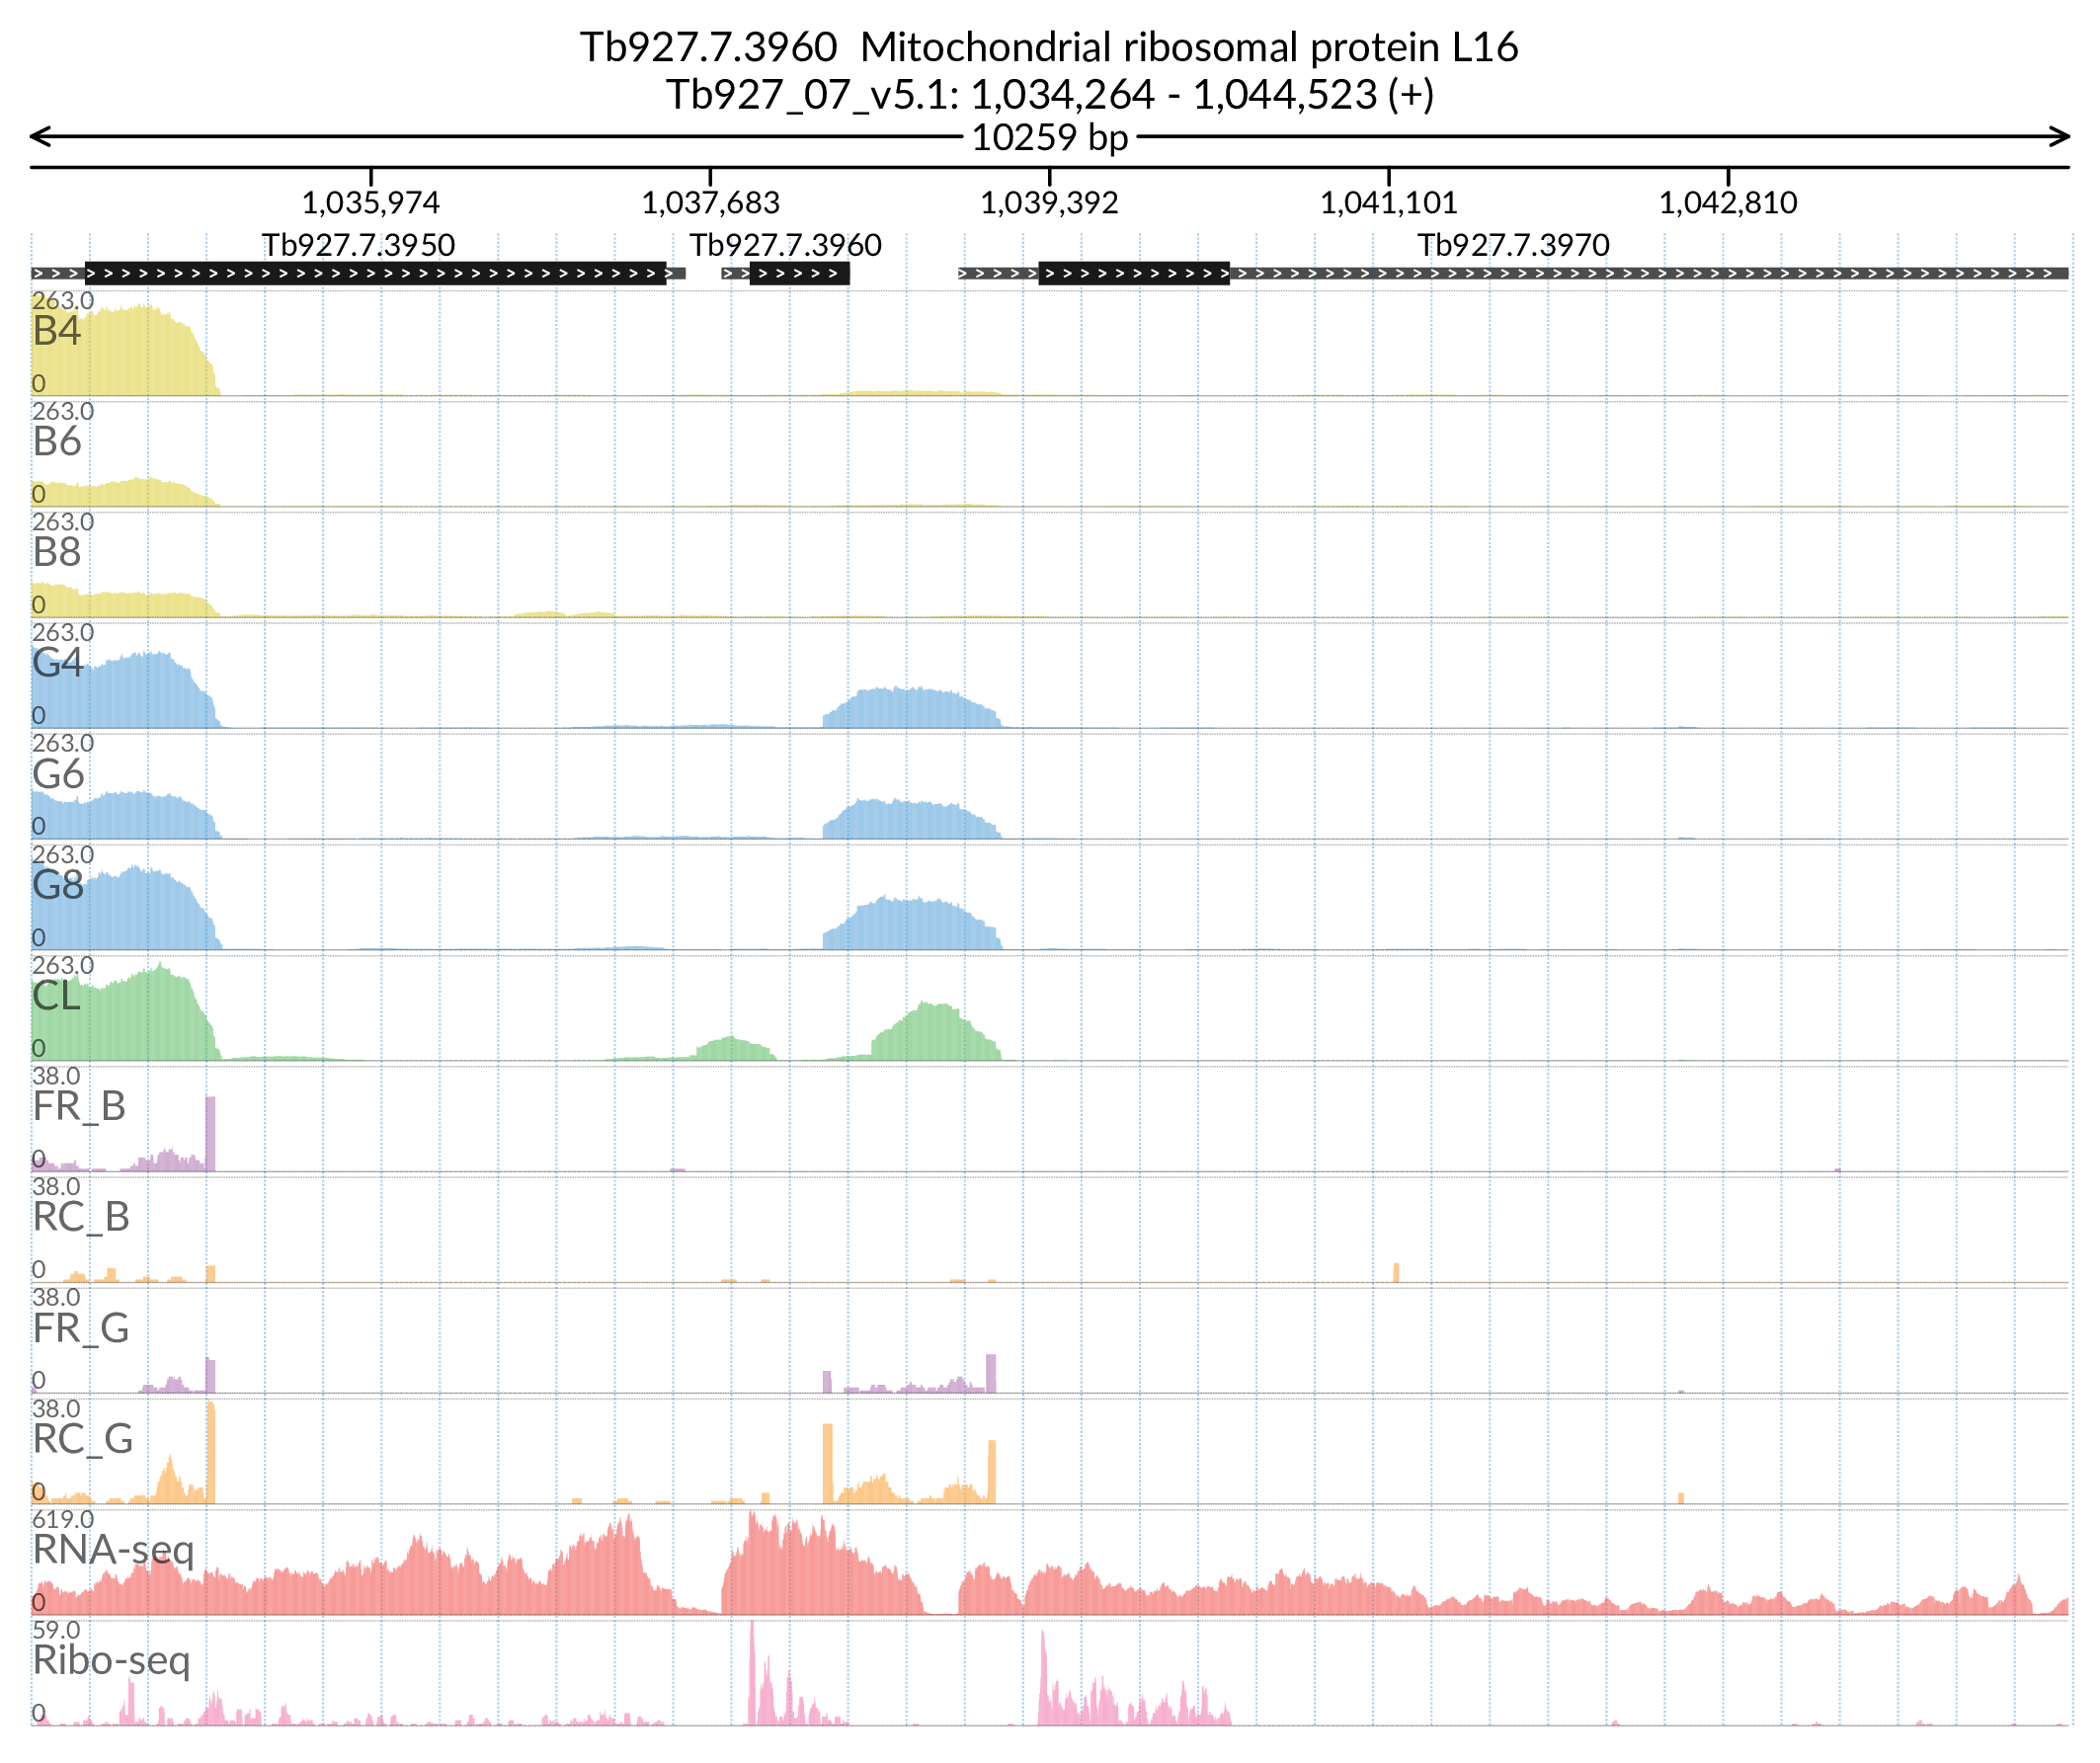 Tb927.7.3960 Mitochondrial ribosomal protein L16
Tb927_07_v5.1: 1,034,264 - 1,044,523 (+)
10259 bp
1,035,974 1,037,683 1,039,392 1,041,101 1,042,810
Tb927.7.3950 Tb927.7.3960 Tb927.7.3970
263.0
B4
0
263.0
B6
0
263.0
B8
0
263.0
G4
0
263.0
G6
0
263.0
G8
0
263.0
CL
0
38.0
FR_B
0
38.0
RC_B
0
38.0
FR_G
0
38.0
RC_G
0
619.0
RNA-seq
0
59.0
Ribo-seq
0